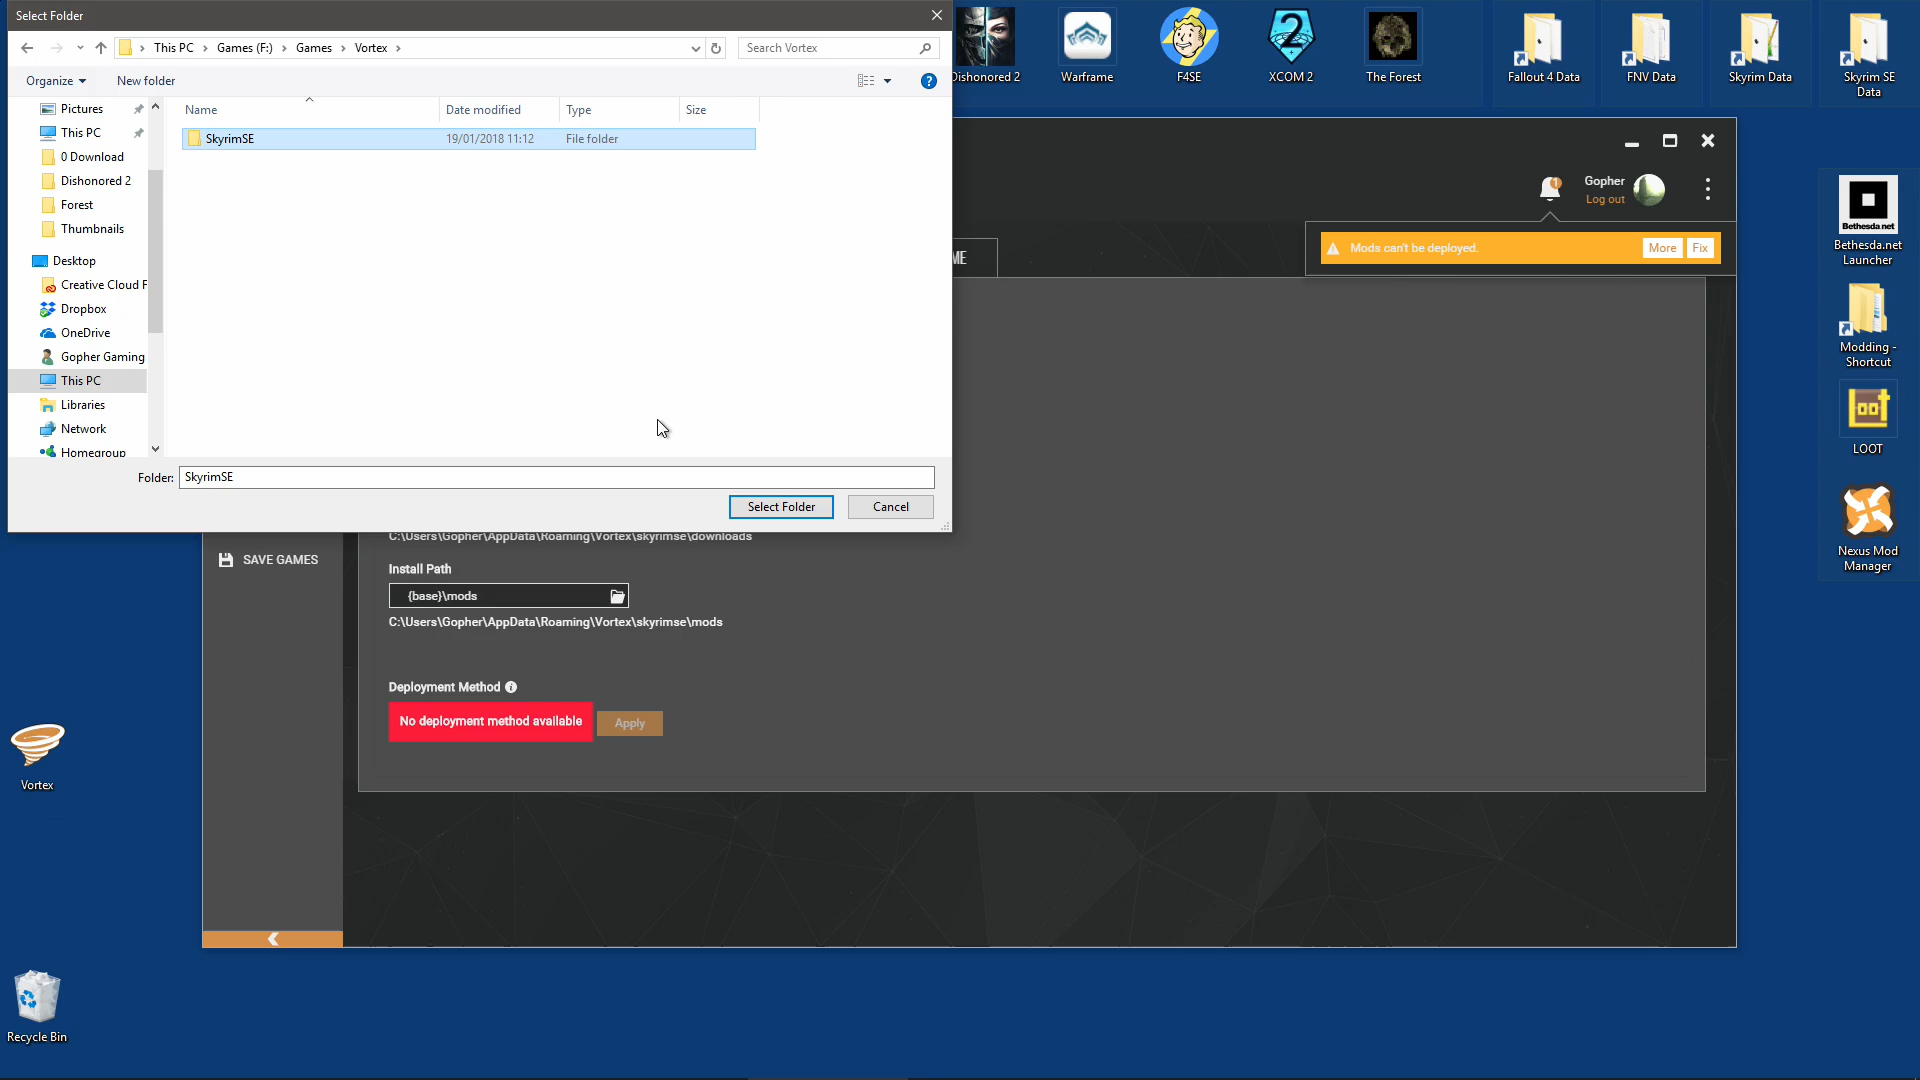 Select Folder
This PC
Games (F:)
Games
Vortex
Search Vortex
Organize
New folder
Name
Date modified
Type
Size
SkyrimSE
19/01/2018 11:12
File folder
Pictures
This PC
0 Download
Dishonored 2
Forest
Thumbnails
Desktop
Creative Cloud F
Dropbox
OneDrive
Gopher Gaming
This PC
Libraries
Network
Homegroup
Folder:
SkyrimSE
Select Folder
Cancel
Dishonored 2
Warframe
F4SE
2
XCOM 2
The Forest
Fallout 4 Data
FNV Data
Skyrim Data
Skyrim SE
Data
Gopher
Log out
1
Mods can't be deployed.
More
Fix
ME
C:\Users\Gopher\AppData\Roaming\Vortex\skyrimse\downloads
SAVE GAMES
Install Path
{base}\mods
C:\Users\Gopher\AppData\Roaming\Vortex\skyrimse\mods
Deployment Method
No deployment method available
Apply
Bethesda.net
Bethesda.net
Launcher
Modding -
Shortcut
LOOT
Nexus Mod
Manager
Vortex
Recycle Bin